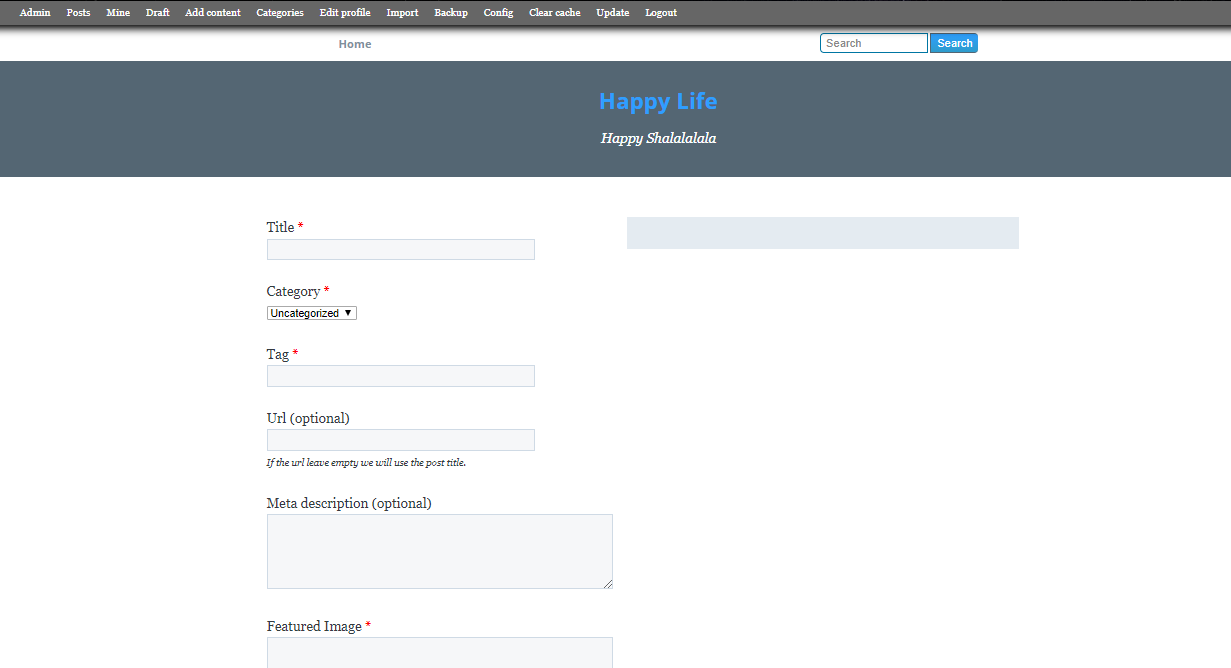 Admin Posts Mine Draft Add content Categories Edit profile Import Backup Config Clear cache Update Logout
Home Search Search
Happy Life
Happy Shalalalala
Title *
Category *
Uncategorized ▼
Tag *
Url (optional)
If the url leave empty we will use the post title.
Meta description (optional)
Featured Image *